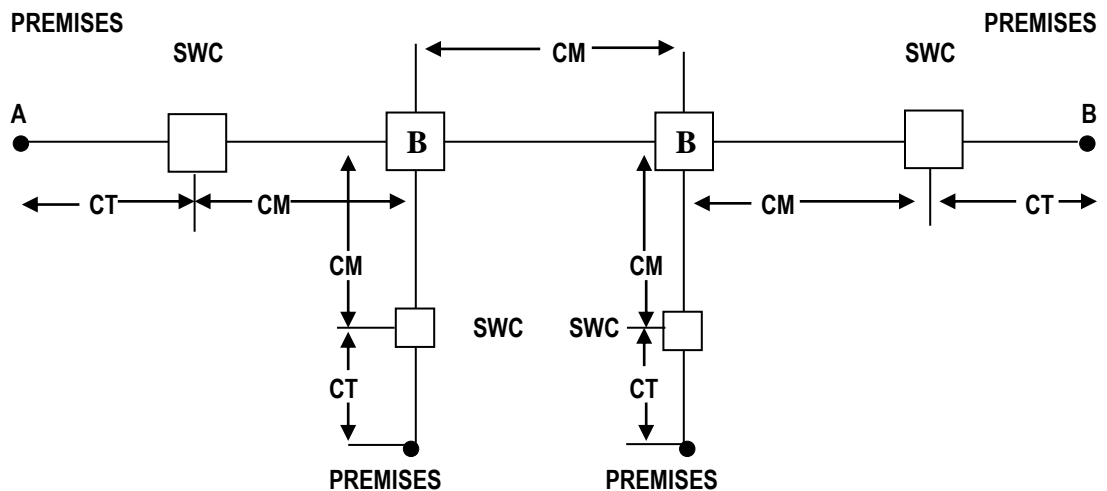 PREMISES PREMISES
SWC CM SWC
A B
B B
CT CM CM CT
CM CM
SWC SWC
CT CT
PREMISES PREMISES